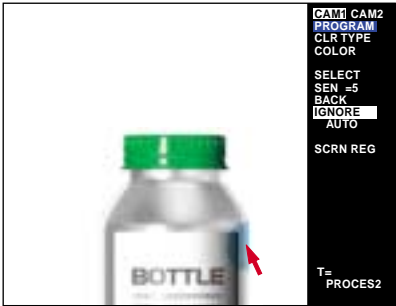 CAM1 CAM2
PROGRAM
CLR TYPE
COLOR
SELECT
SEN =5
BACK
IGNORE
AUTO
SCRN REG
BOTTLE
T=
PROCES2